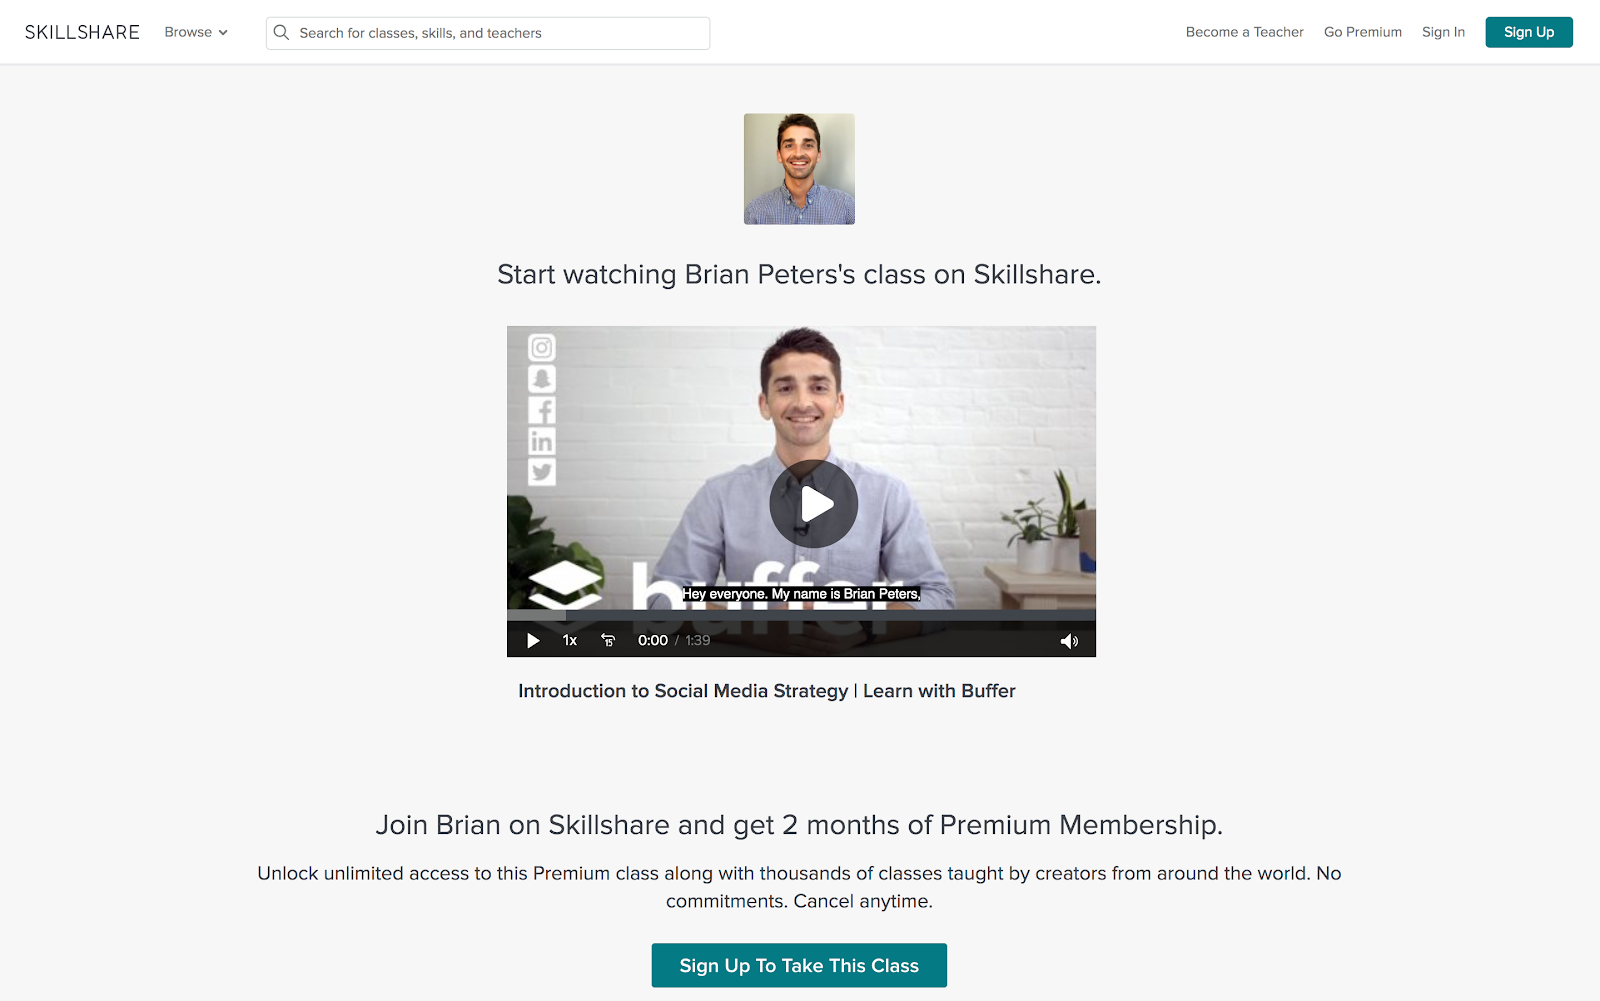 SKILLSHARE
Browse
Search for classes, skills, and teachers
Become a Teacher
Go Premium
Sign In
Sign Up
Start watching Brian Peters's class on Skillshare.
in
buffer
Hey everyone. My name is Brian Peters,
1x
15
0:00 / 1:39
Introduction to Social Media Strategy | Learn with Buffer
Join Brian on Skillshare and get 2 months of Premium Membership.
Unlock unlimited access to this Premium class along with thousands of classes taught by creators from around the world. No
commitments. Cancel anytime.
Sign Up To Take This Class